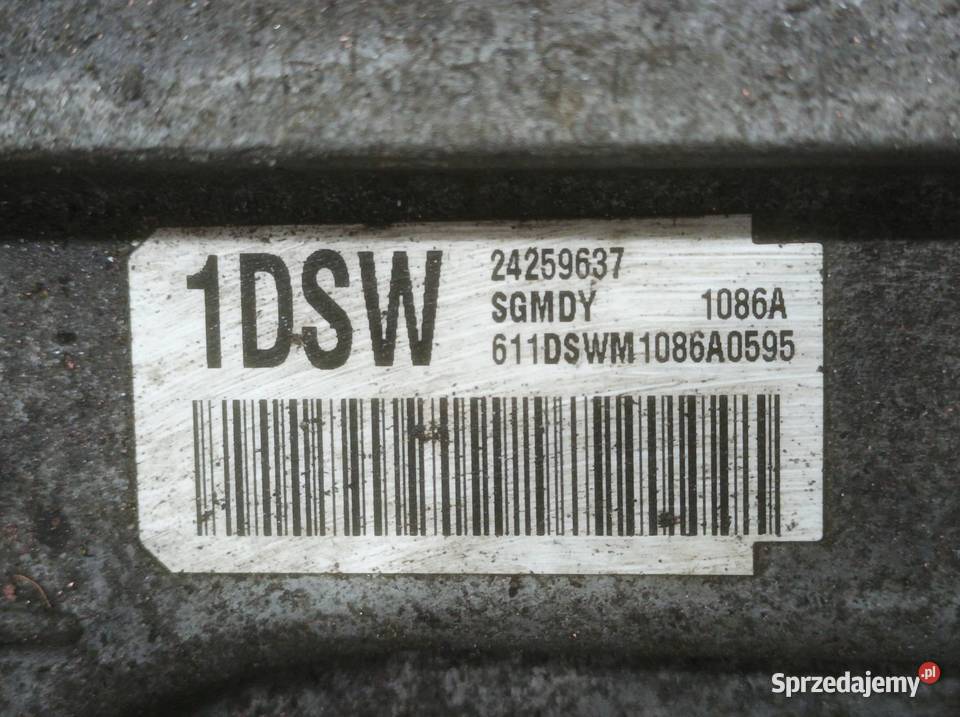 1DSW
24259637
SGMDY 1086A
611DSWM1086A0595
Sprzedajemy.pl